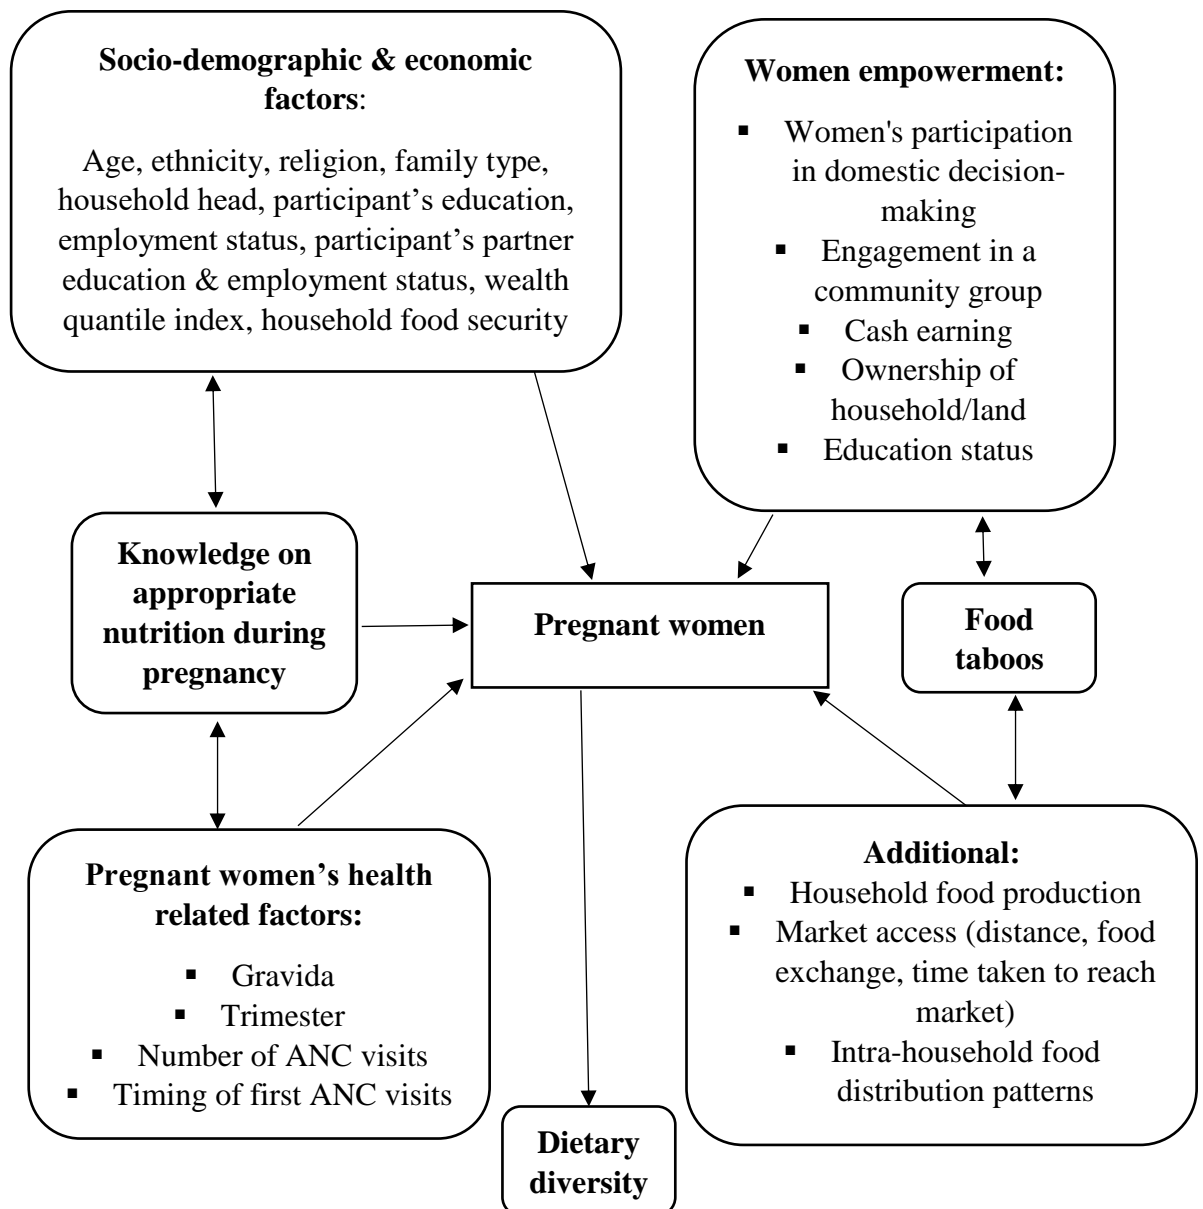 Socio-demographic & economic
factors:
Age, ethnicity, religion, family type,
household head, participant’s education,
employment status, participant’s partner
education & employment status, wealth
quantile index, household food security
Women empowerment:
▪ Women's participation
in domestic decision-
making
▪ Engagement in a
community group
▪ Cash earning
▪ Ownership of
household/land
▪ Education status
Knowledge on
appropriate
nutrition during
pregnancy
Pregnant women
Food
taboos
Pregnant women’s health
related factors:
▪ Gravida
▪ Trimester
▪ Number of ANC visits
▪ Timing of first ANC visits
Additional:
▪ Household food production
▪ Market access (distance, food
exchange, time taken to reach
market)
▪ Intra-household food
distribution patterns
Dietary
diversity